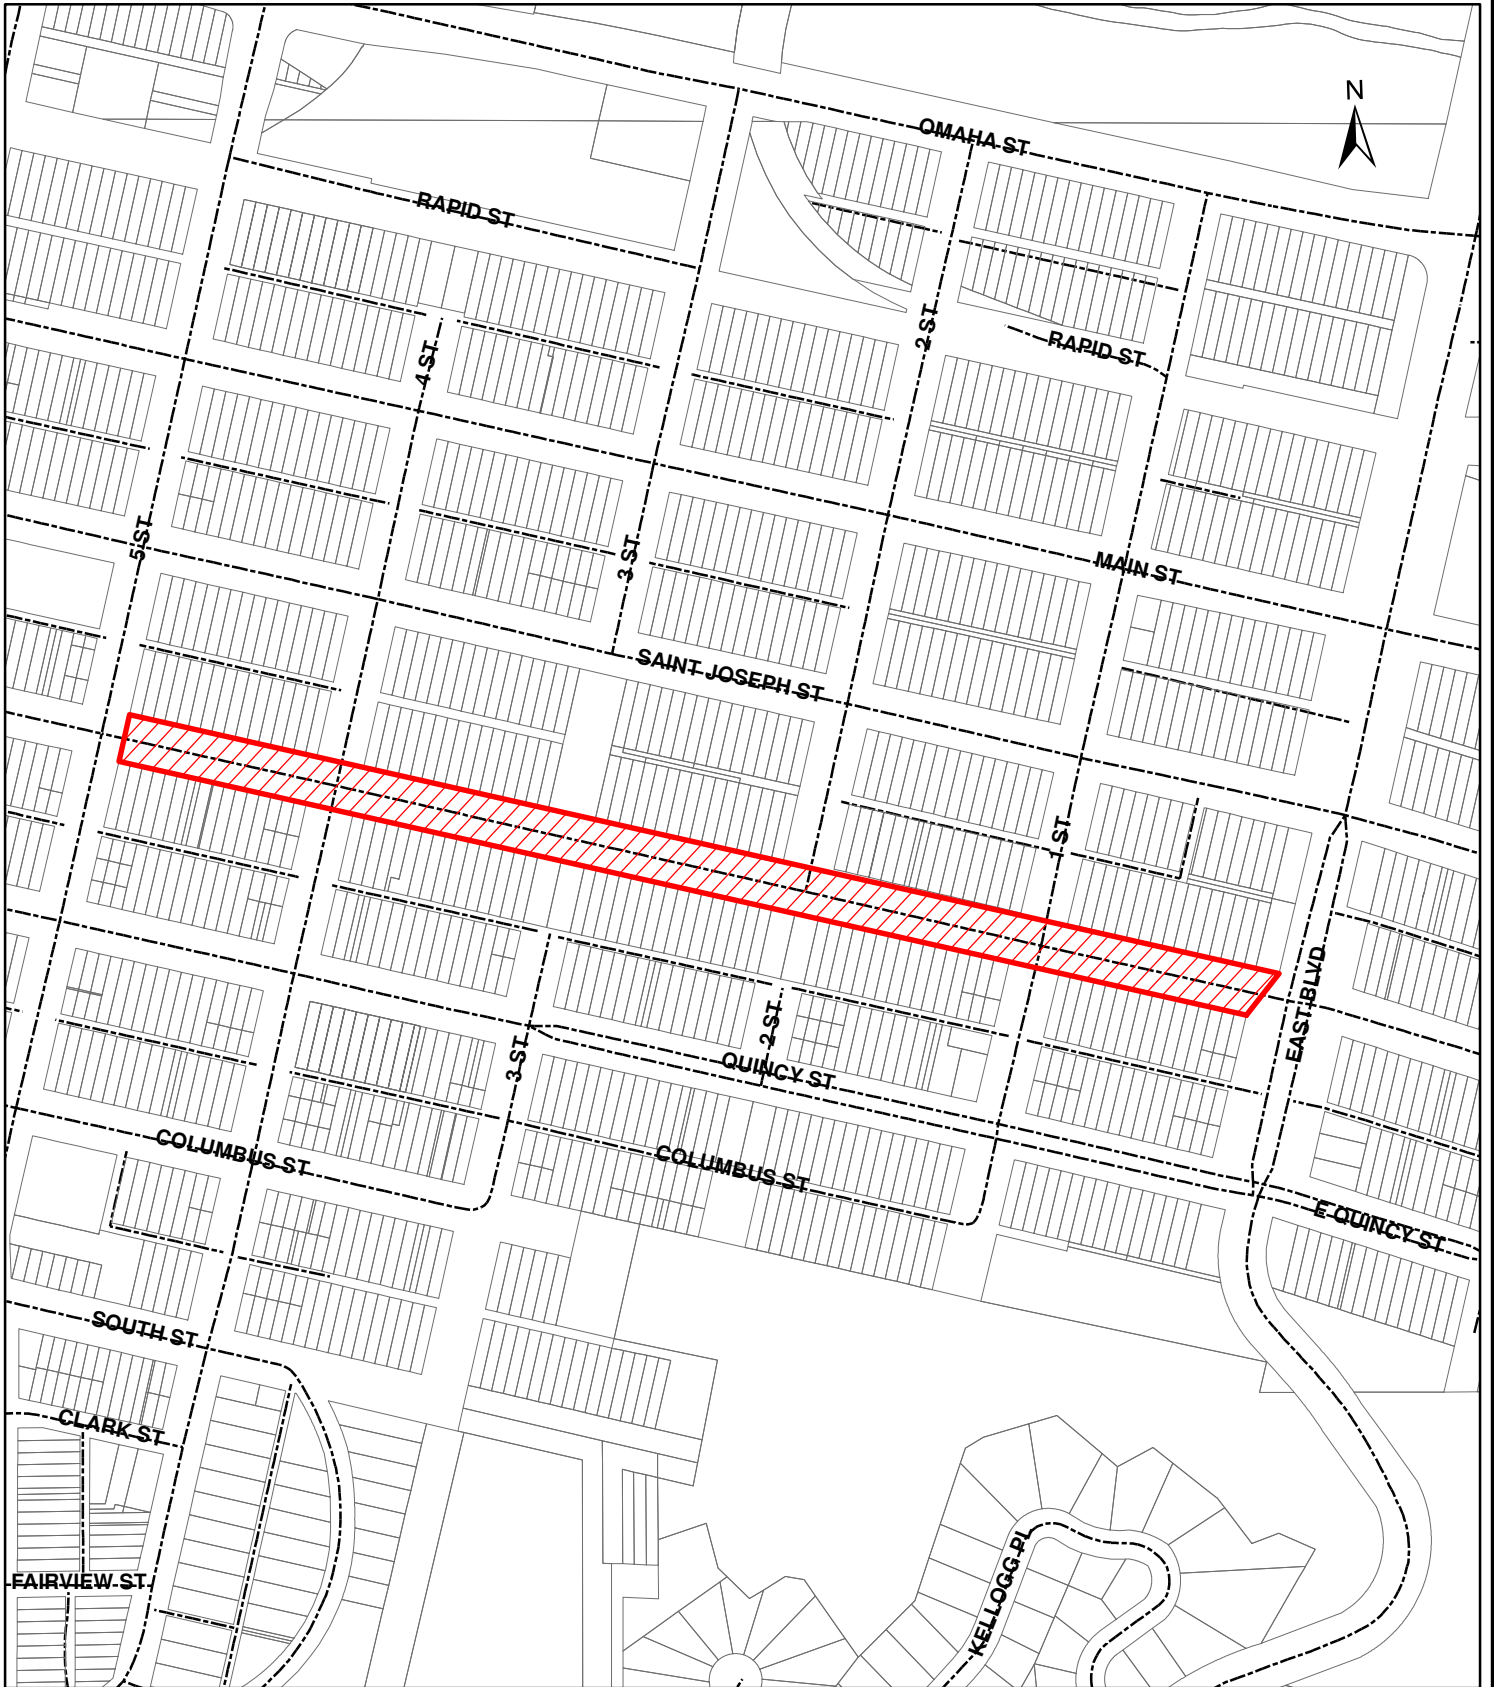 N
OMAHA ST
RAPID ST
2 ST
RAPID ST
4 ST
5 ST
3 ST
MAIN ST
SAINT JOSEPH ST
1 ST
EAST BLVD
2 ST
3 ST
QUINCY ST
COLUMBUS ST
COLUMBUS ST
E QUINCY ST
SOUTH ST
CLARK ST
KELLOGG PL
FAIRVIEW ST